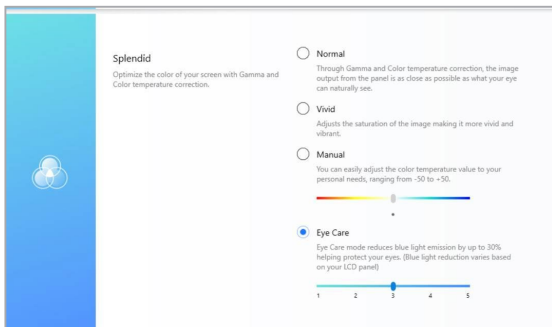 Splendid
Optimize the color of your screen with Gamma and
Color temperature correction.
Normal
Through Gamma and Color temperature correction, the image
output from the panel is as close as possible as what your eye
can naturally see.
Vivid
Adjusts the saturation of the image making it more vivid and
vibrant.
Manual
You can easily adjust the color temperature value to your
personal needs, ranging from -50 to +50.
Eye Care
Eye Care mode reduces blue light emission by up to 30%
helping protect your eyes. (Blue light reduction varies based
on your LCD panel)
1 2 3 4 5